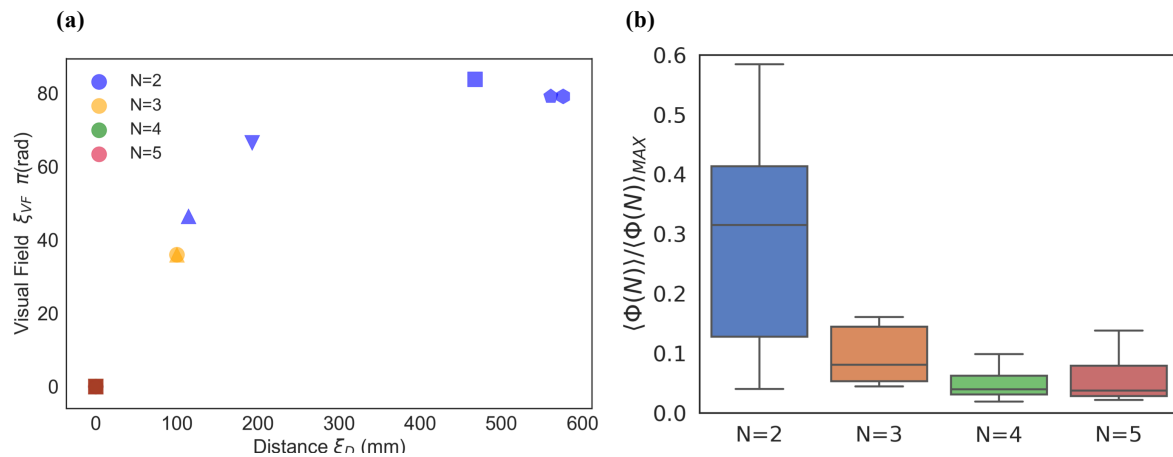 (a)
N=2
N=3
N=4
N=5
Visual Field ξ_VF π(rad)
80
60
40
20
0
0 100 200 300 400 500 600
Distance ξ_D (mm)
(b)
⟨Φ(N)⟩/⟨Φ(N)⟩_MAX
0.6
0.5
0.4
0.3
0.2
0.1
0.0
N=2 N=3 N=4 N=5